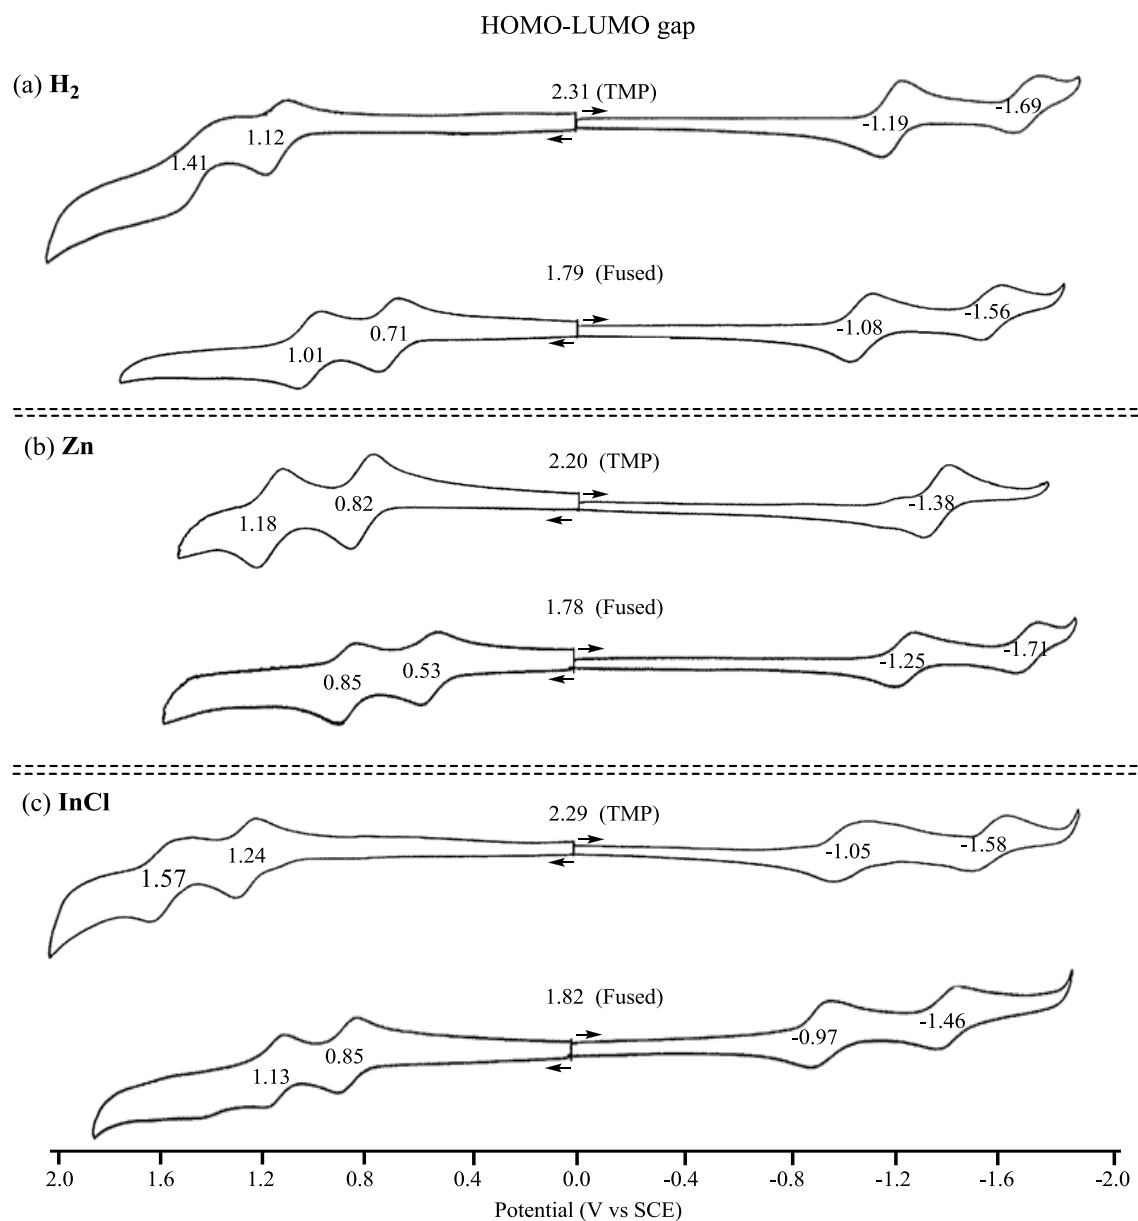 HOMO-LUMO gap
(a) H2
2.31 (TMP)
1.41
1.12
-1.19
-1.69
1.79 (Fused)
1.01
0.71
-1.08
-1.56
(b) Zn
2.20 (TMP)
1.18
0.82
-1.38
1.78 (Fused)
0.85
0.53
-1.25
-1.71
(c) InCl
2.29 (TMP)
1.57
1.24
-1.05
-1.58
1.82 (Fused)
1.13
0.85
-0.97
-1.46
2.0 1.6 1.2 0.8 0.4 0.0 -0.4 -0.8 -1.2 -1.6 -2.0
Potential (V vs SCE)